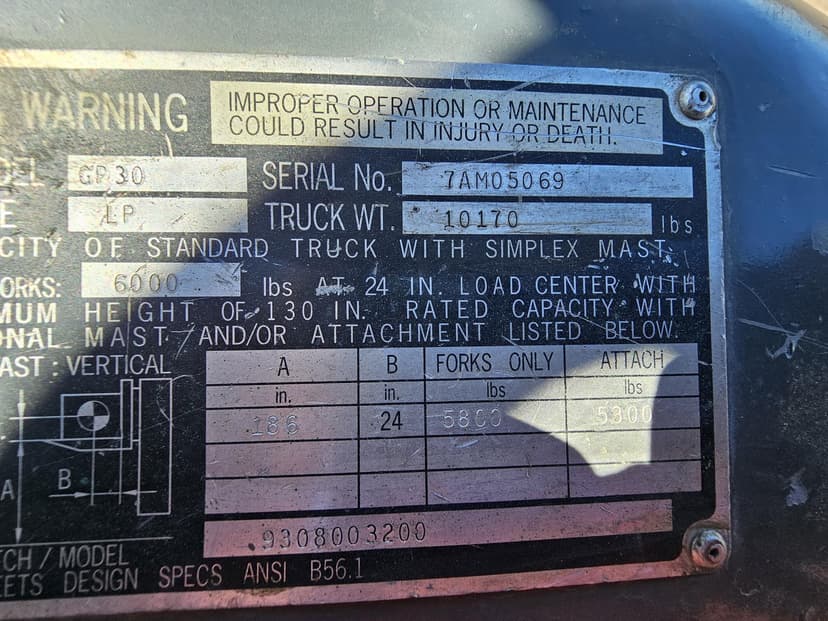 WARNING
IMPROPER OPERATION OR MAINTENANCE
COULD RESULT IN INJURY OR DEATH.
ODEL GP30 SERIAL No. 7AM05069
E LP TRUCK WT. 10170 lbs
CITY OF STANDARD TRUCK WITH SIMPLEX MAST
ORKS: 6000 lbs AT 24 IN. LOAD CENTER WITH
MUM HEIGHT OF 130 IN. RATED CAPACITY WITH
ONAL MAST AND/OR ATTACHMENT LISTED BELOW.
AST: VERTICAL
A B FORKS ONLY ATTACH
in. in. lbs lbs
186 24 5800 5300
B
A
9308003200
CH / MODEL
EETS DESIGN SPECS ANSI B56.1